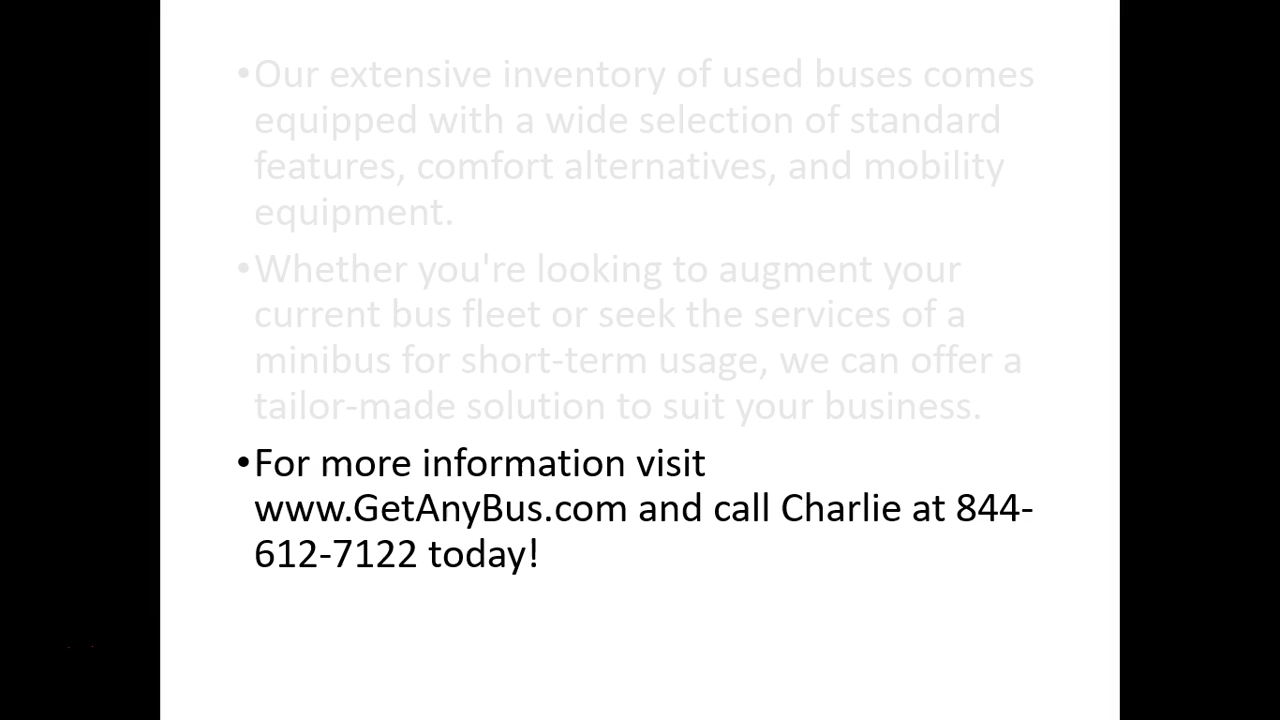 •Our extensive inventory of used buses comes
equipped with a wide selection of standard
features, comfort alternatives, and mobility
equipment.
•Whether you're looking to augment your
current bus fleet or seek the services of a
minibus for short-term usage, we can offer a
tailor-made solution to suit your business.
•For more information visit
www.GetAnyBus.com and call Charlie at 844-
612-7122 today!